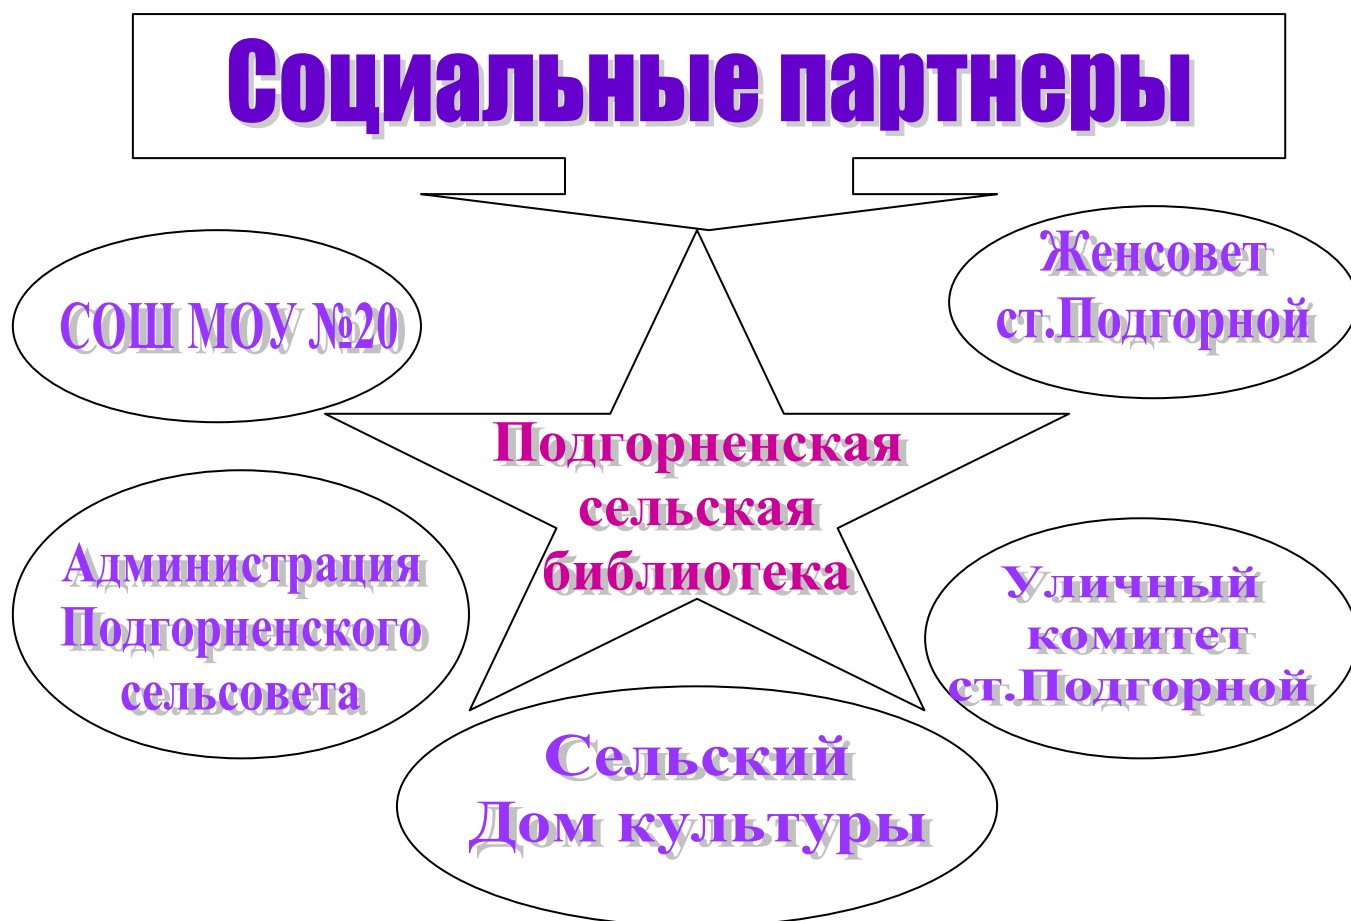 Социальные партнеры
СОШ МОУ №20
Женсовет
ст.Подгорной
Подгорненская
сельская
библиотека
Администрация
Подгорненского
сельсовета
Уличный
комитет
ст.Подгорной
Сельский
Дом культуры